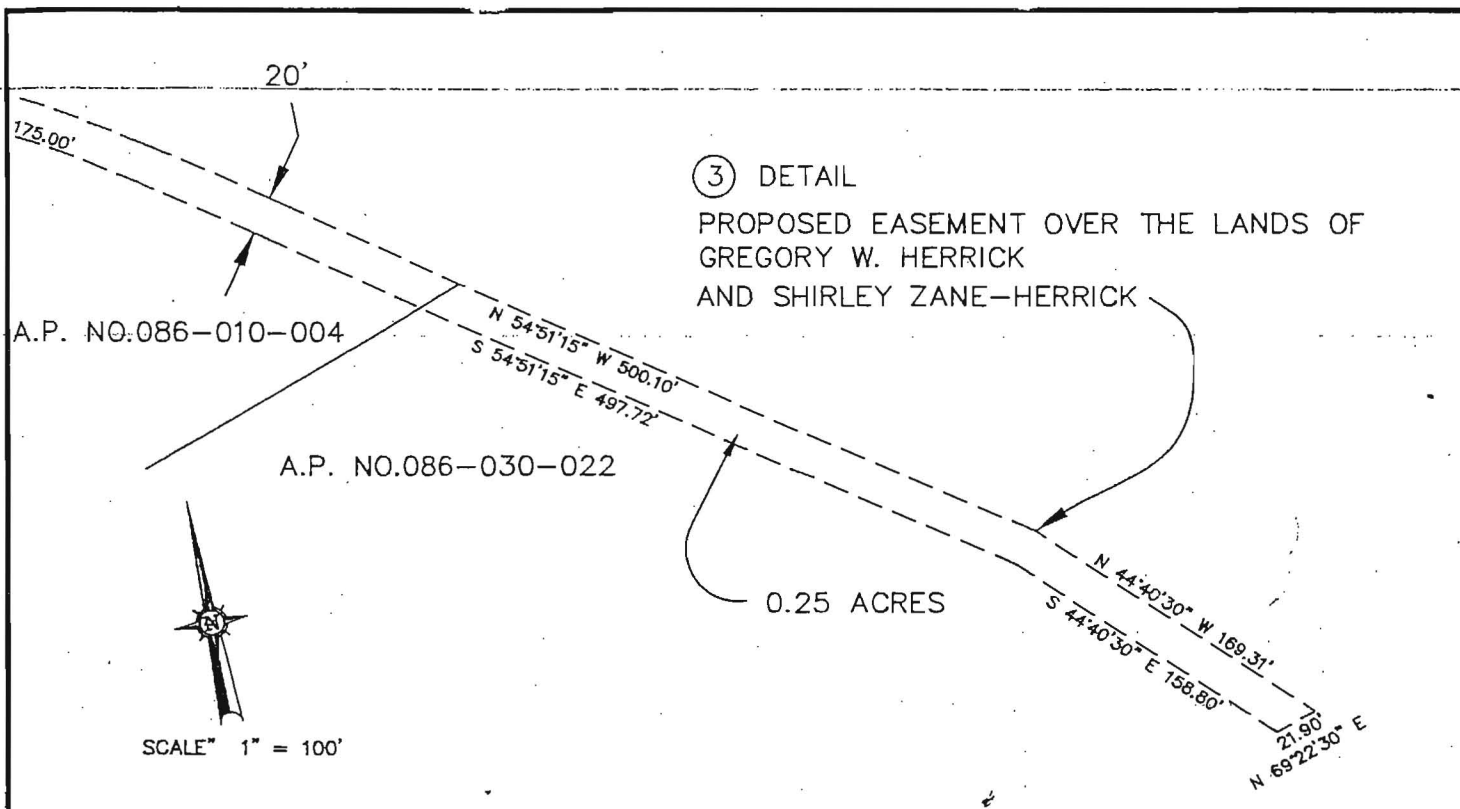 20'
175.00'
3 DETAIL
PROPOSED EASEMENT OVER THE LANDS OF
GREGORY W. HERRICK
AND SHIRLEY ZANE-HERRICK
A.P. NO.086-010-004
N 54°51'15" W 500.10'
S 54°51'15" E 497.72'
A.P. NO.086-030-022
0.25 ACRES
N 44°40'30" W 169.31'
S 44°40'30" E 158.80'
21.90'
N 69°22'30" E
N
SCALE" 1" = 100'